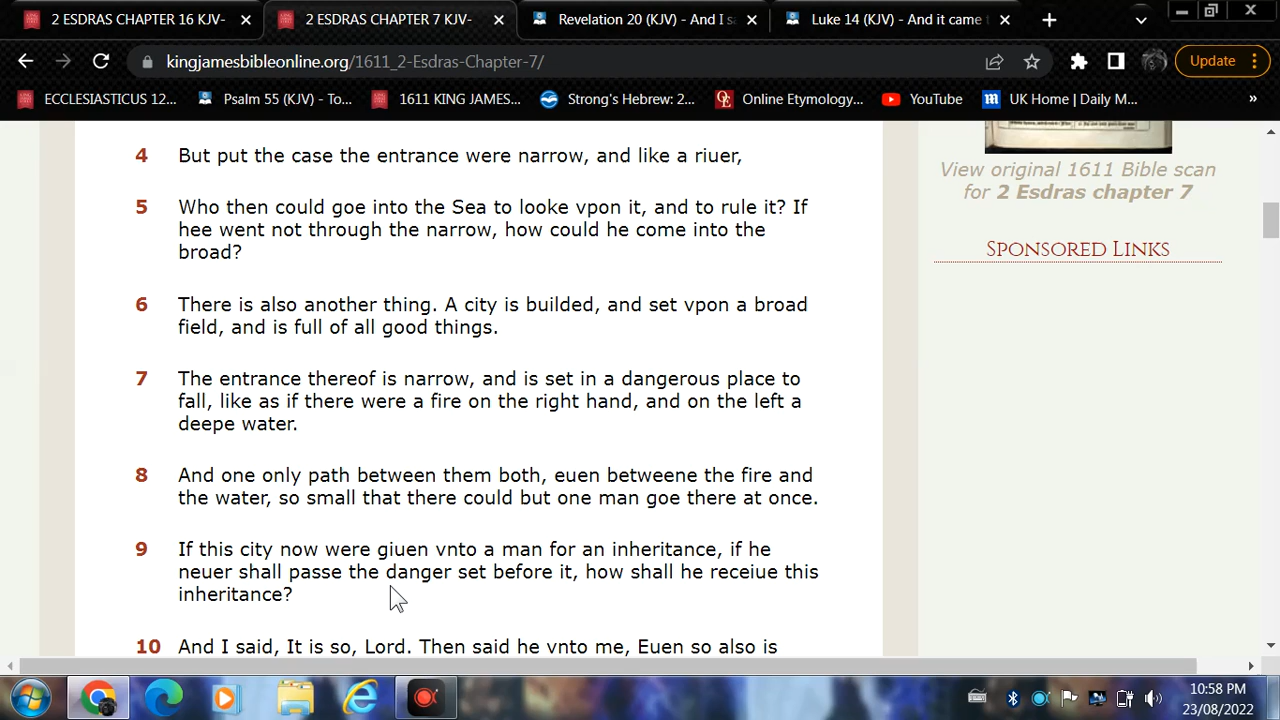 2 ESDRAS CHAPTER 16 KJV-
2 ESDRAS CHAPTER 7 KJV-
Revelation 20 (KJV) - And I sa
Luke 14 (KJV) - And it came t
kingjamesbibleonline.org/1611_2-Esdras-Chapter-7/
Update
ECCLESIASTICUS 12...
Psalm 55 (KJV) - To...
1611 KING JAMES...
Strong's Hebrew: 2...
Online Etymology...
YouTube
UK Home | Daily M...
»
4 But put the case the entrance were narrow, and like a riuer,
5 Who then could goe into the Sea to looke vpon it, and to rule it? If
hee went not through the narrow, how could he come into the
broad?
6 There is also another thing. A city is builded, and set vpon a broad
field, and is full of all good things.
7 The entrance thereof is narrow, and is set in a dangerous place to
fall, like as if there were a fire on the right hand, and on the left a
deepe water.
8 And one only path between them both, euen betweene the fire and
the water, so small that there could but one man goe there at once.
9 If this city now were giuen vnto a man for an inheritance, if he
neuer shall passe the danger set before it, how shall he receiue this
inheritance?
10 And I said, It is so, Lord. Then said he vnto me, Euen so also is
View original 1611 Bible scan
for 2 Esdras chapter 7
SPONSORED LINKS
10:58 PM
23/08/2022